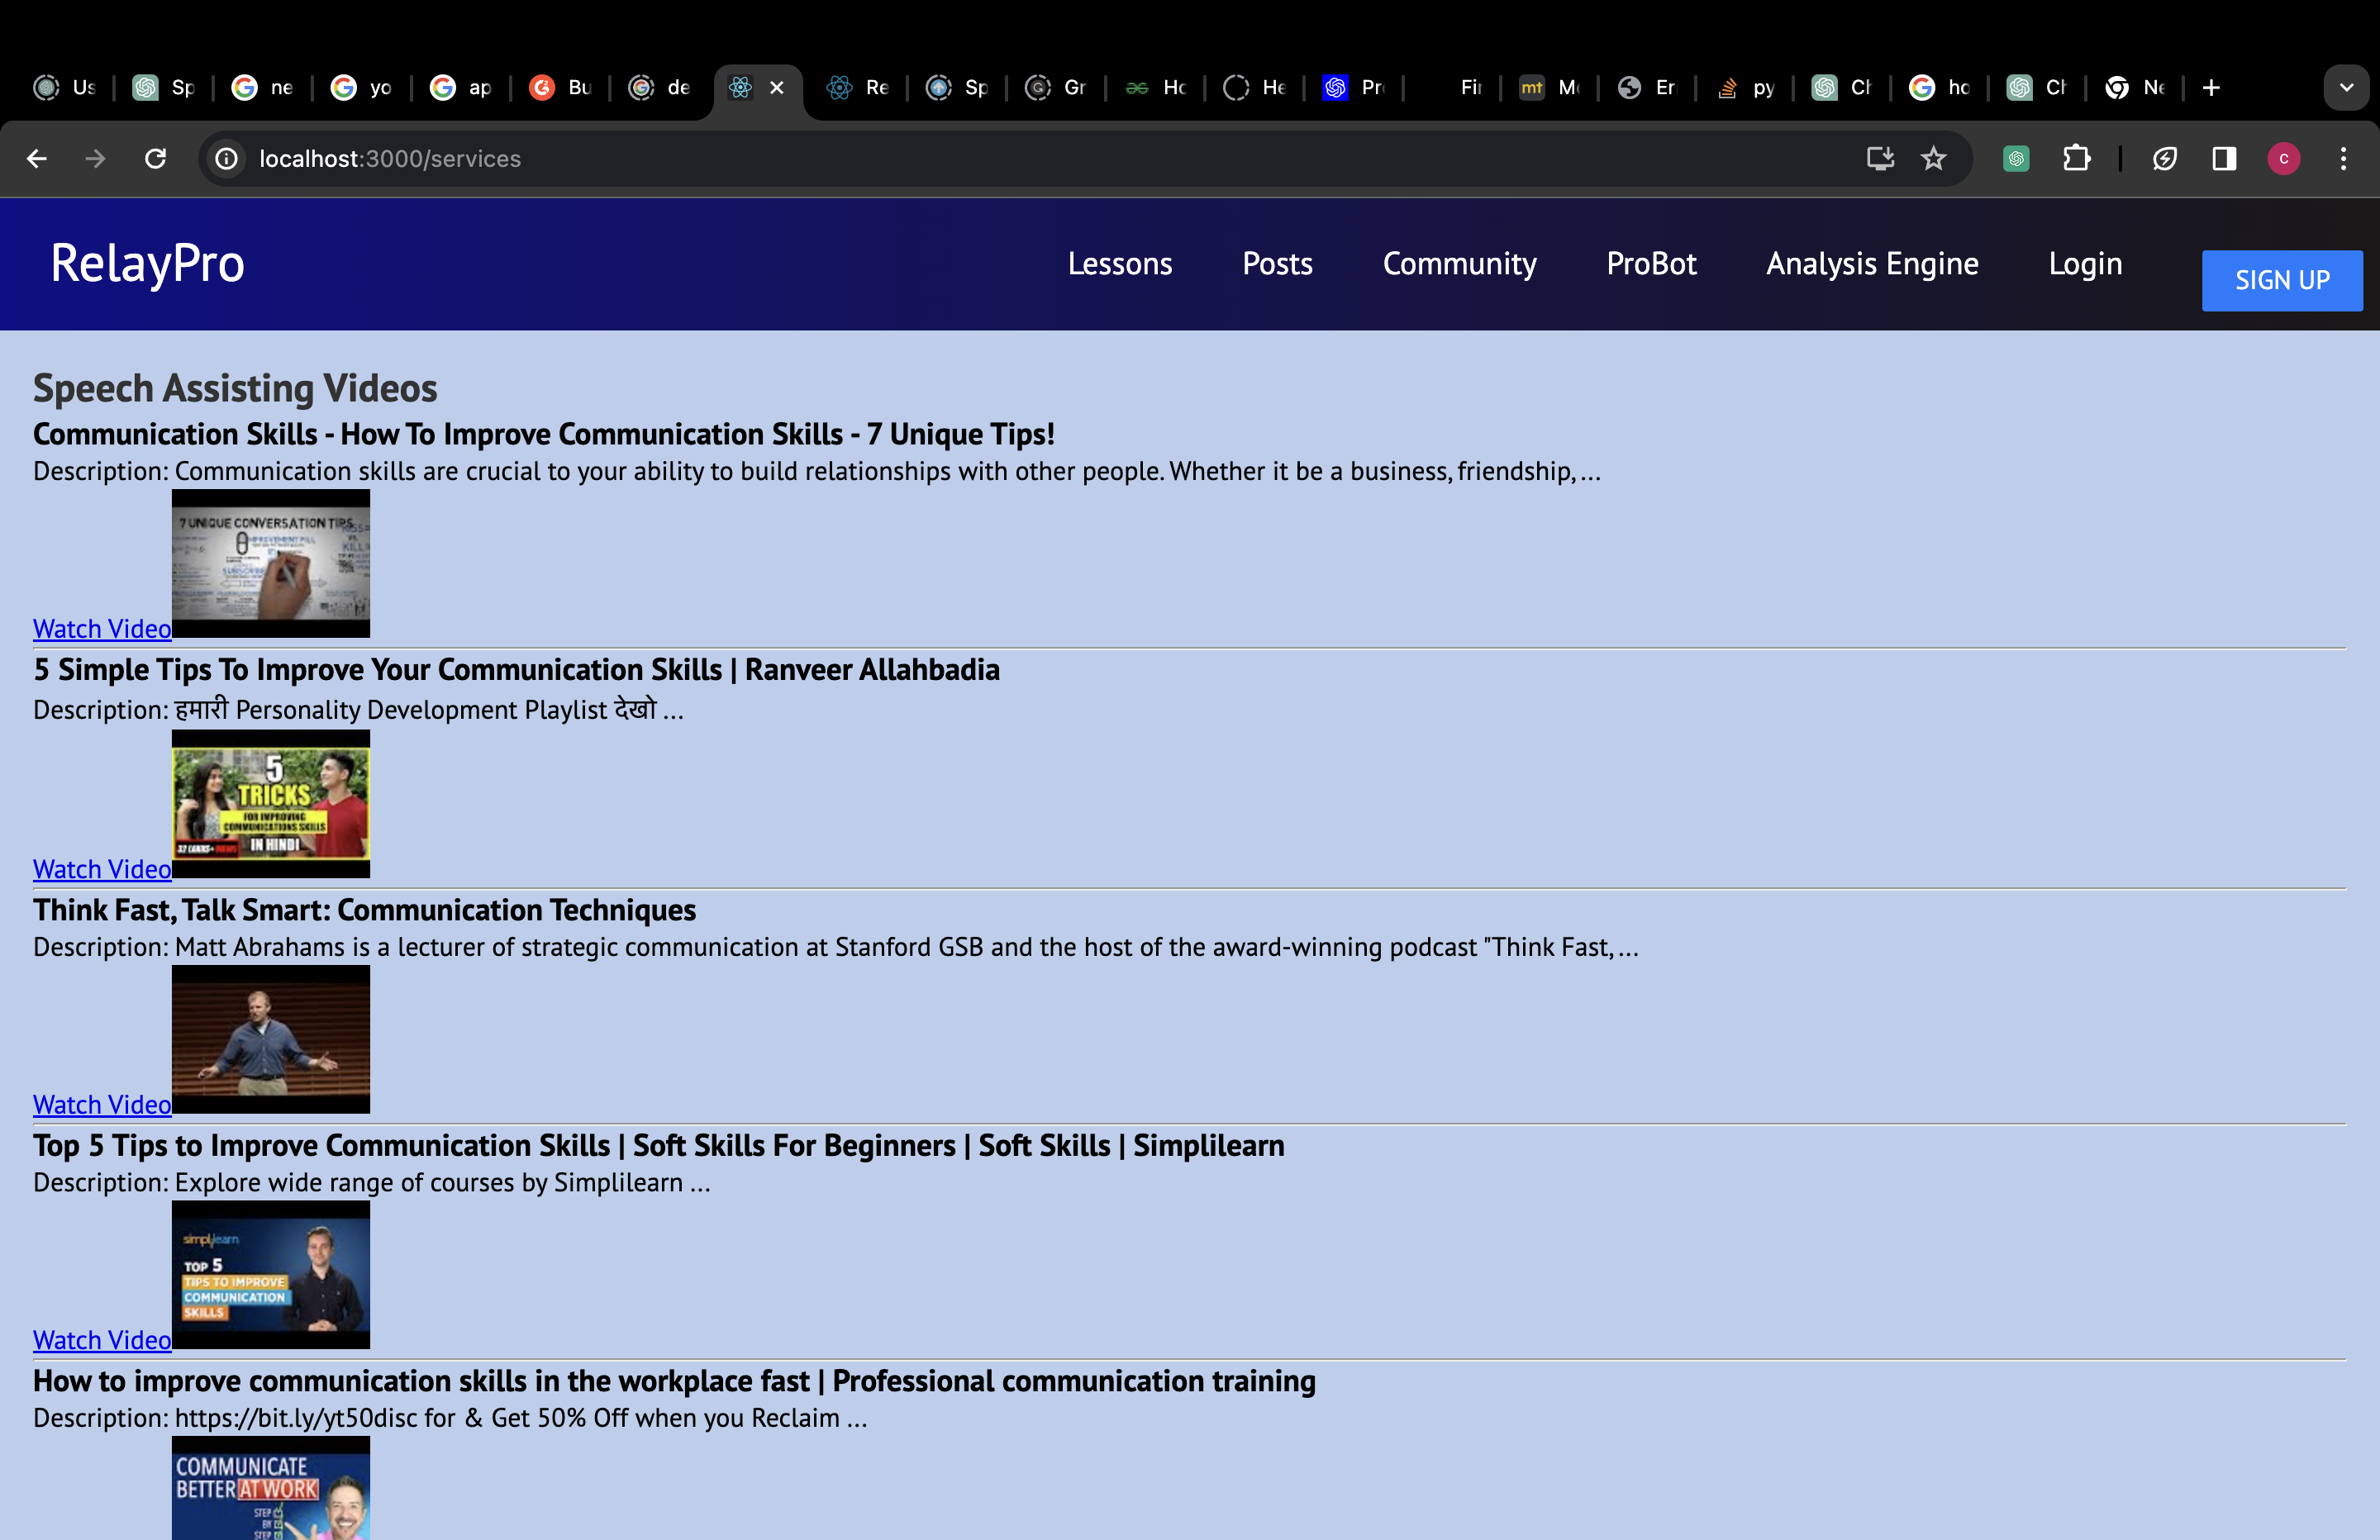 Us Sp ne yo ap Bu de Re Sp Gr Hc He Pr Fir mt M Er py Ch ho Ch Ne
localhost:3000/services
C
RelayPro Lessons Posts Community ProBot Analysis Engine Login SIGN UP
Speech Assisting Videos
Communication Skills - How To Improve Communication Skills - 7 Unique Tips!
Description: Communication skills are crucial to your ability to build relationships with other people. Whether it be a business, friendship, ...
7 UNIQUE CONVERSATION TIPS
Watch Video
5 Simple Tips To Improve Your Communication Skills | Ranveer Allahbadia
Description: हमारी Personality Development Playlist देखो ...
5
TRICKS
FOR IMPROVING
COMMUNICATIONS SKILLS
IN HINDI
Watch Video
Think Fast, Talk Smart: Communication Techniques
Description: Matt Abrahams is a lecturer of strategic communication at Stanford GSB and the host of the award-winning podcast "Think Fast, ...
Watch Video
Top 5 Tips to Improve Communication Skills | Soft Skills For Beginners | Soft Skills | Simplilearn
Description: Explore wide range of courses by Simplilearn ...
simplilearn
TOP 5
TIPS TO IMPROVE
COMMUNICATION
SKILLS
Watch Video
How to improve communication skills in the workplace fast | Professional communication training
Description: https://bit.ly/yt50disc for & Get 50% Off when you Reclaim ...
COMMUNICATE
BETTER AT WORK
STEP
BY
STEP